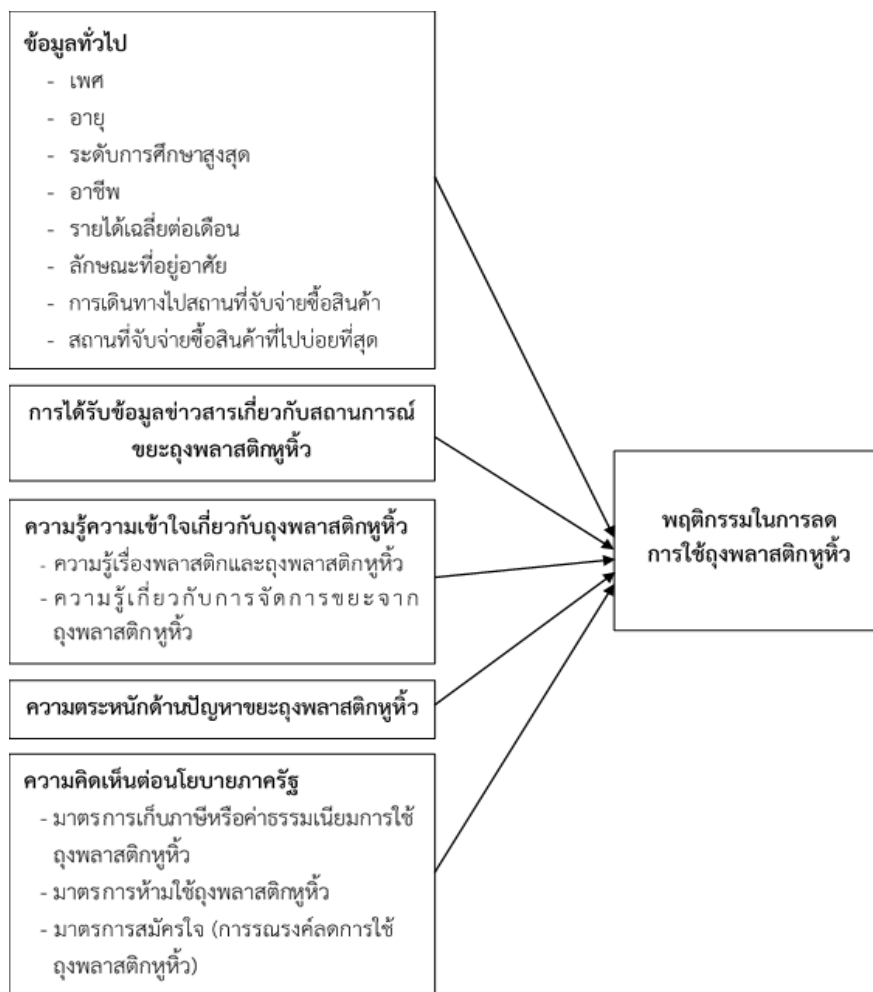 ข้อมูลทั่วไป
- เพศ
- อายุ
- ระดับการศึกษาสูงสุด
- อาชีพ
- รายได้เฉลี่ยต่อเดือน
- ลักษณะที่อยู่อาศัย
- การเดินทางไปสถานที่จับจ่ายซื้อสินค้า
- สถานที่จับจ่ายซื้อสินค้าที่ไปบ่อยที่สุด
การได้รับข้อมูลข่าวสารเกี่ยวกับสถานการณ์
ขยะถุงพลาสติกหูหิ้ว
ความรู้ความเข้าใจเกี่ยวกับถุงพลาสติกหูหิ้ว
- ความรู้เรื่องพลาสติกและถุงพลาสติกหูหิ้ว
- ความรู้เกี่ยวกับการจัดการขยะจาก
ถุงพลาสติกหูหิ้ว
ความตระหนักด้านปัญหาขยะถุงพลาสติกหูหิ้ว
ความคิดเห็นต่อนโยบายภาครัฐ
- มาตรการเก็บภาษีหรือค่าธรรมเนียมการใช้
ถุงพลาสติกหูหิ้ว
- มาตรการห้ามใช้ถุงพลาสติกหูหิ้ว
- มาตรการสมัครใจ (การรณรงค์ลดการใช้
ถุงพลาสติกหูหิ้ว)
พฤติกรรมในการลด
การใช้ถุงพลาสติกหูหิ้ว